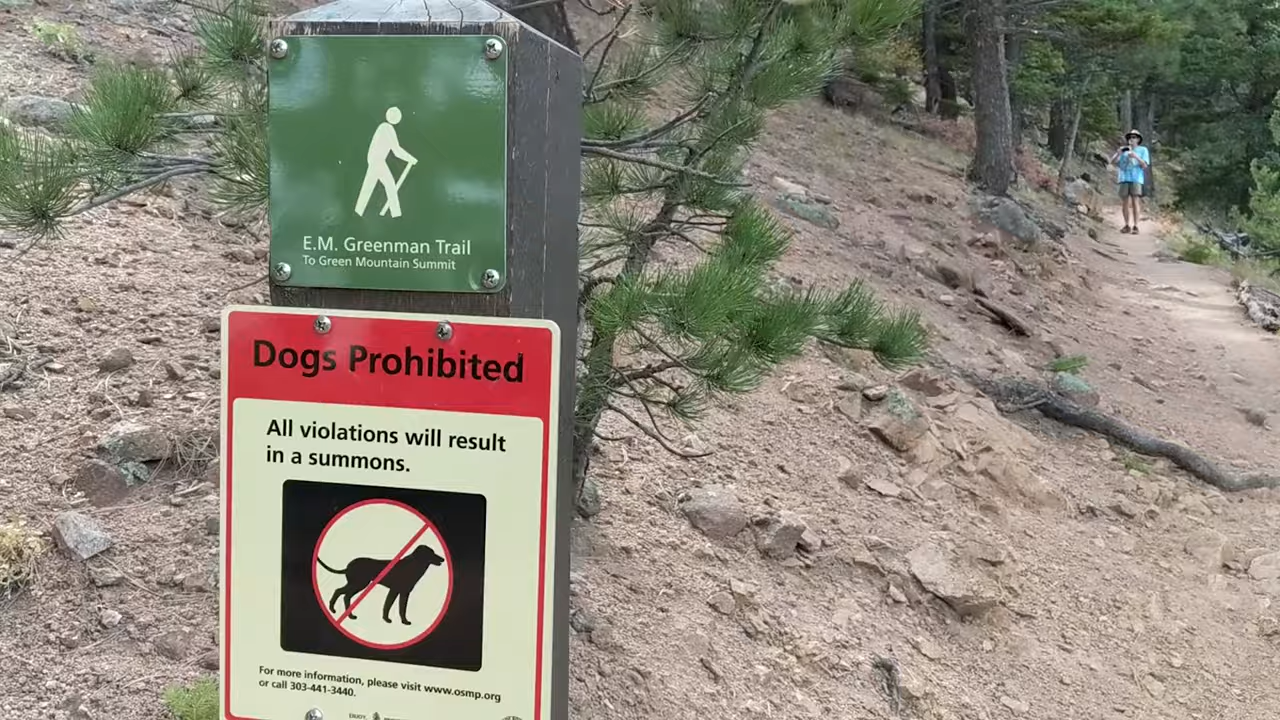 E.M. Greenman Trail
To Green Mountain Summit
Dogs Prohibited
All violations will result
in a summons.
For more information, please visit www.osmp.org
or call 303-441-3440.
ENJOY